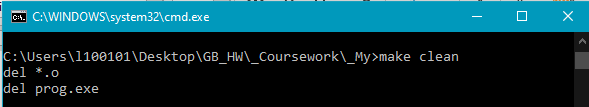 C:\WINDOWS\system32\cmd.exe
C:\Users\l100101\Desktop\GB_HW\_Coursework\_My>make clean
del *.o
del prog.exe